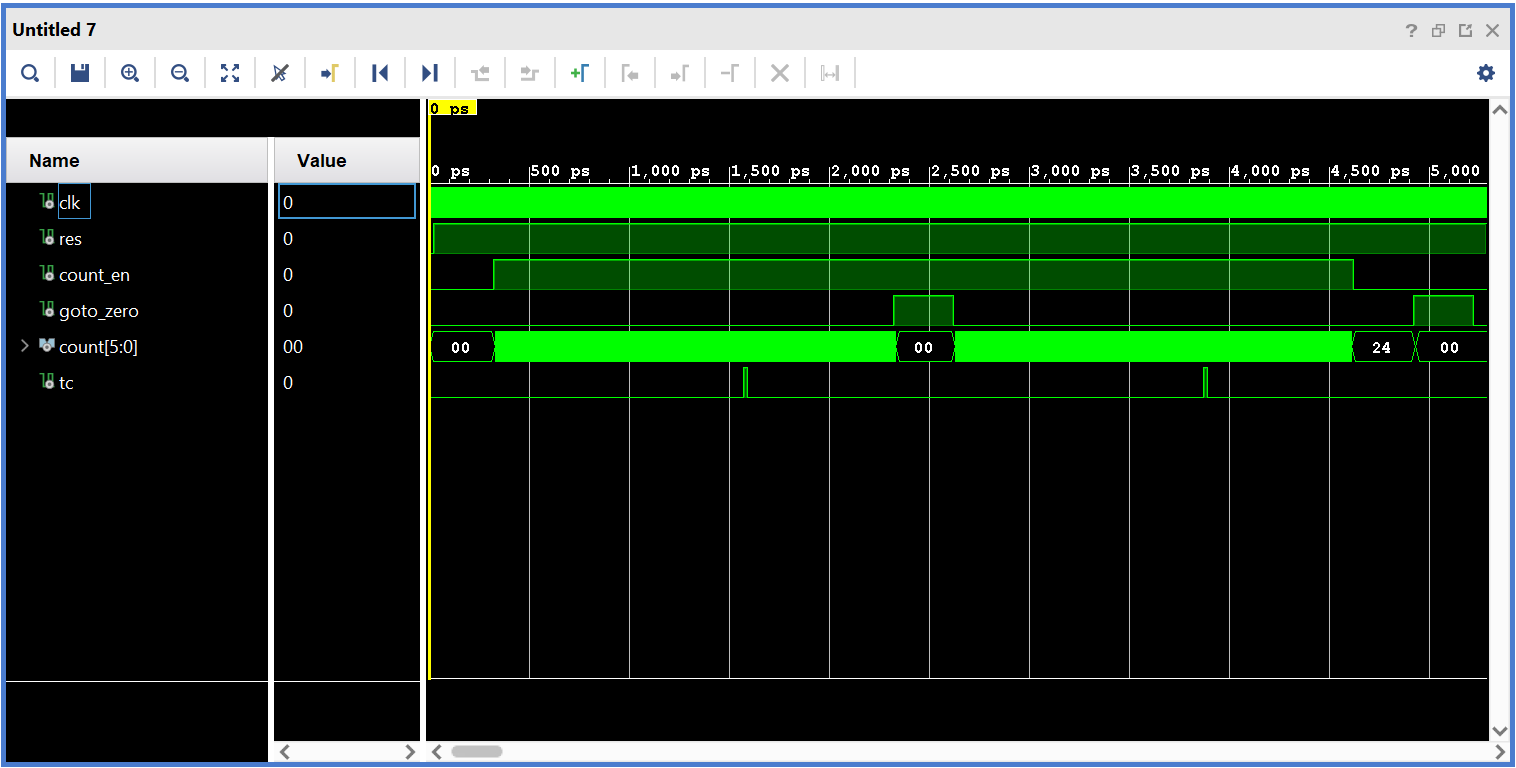 Untitled 7
0 ps
Name Value
0 ps 500 ps 1,000 ps 1,500 ps 2,000 ps 2,500 ps 3,000 ps 3,500 ps 4,000 ps 4,500 ps 5,000
clk 0
res 0
count_en 0
goto_zero 0
count[5:0] 00 00 00 24 00
tc 0